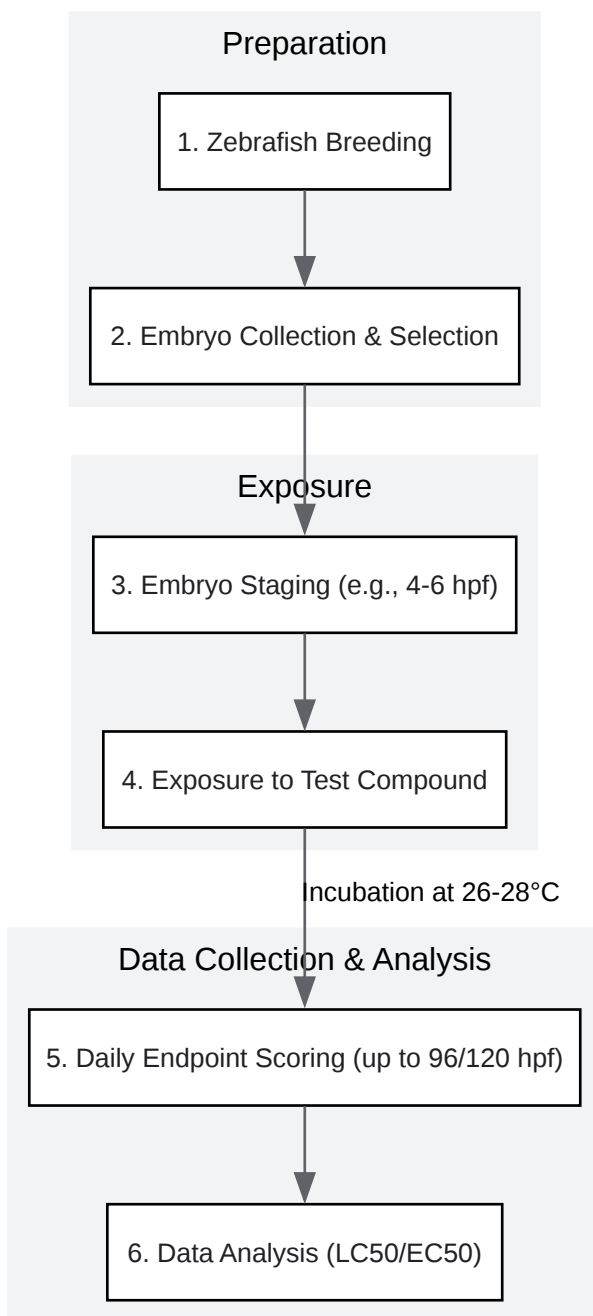 Preparation
1. Zebrafish Breeding
2. Embryo Collection & Selection
Exposure
3. Embryo Staging (e.g., 4-6 hpf)
4. Exposure to Test Compound
Incubation at 26-28°C
Data Collection & Analysis
5. Daily Endpoint Scoring (up to 96/120 hpf)
6. Data Analysis (LC50/EC50)